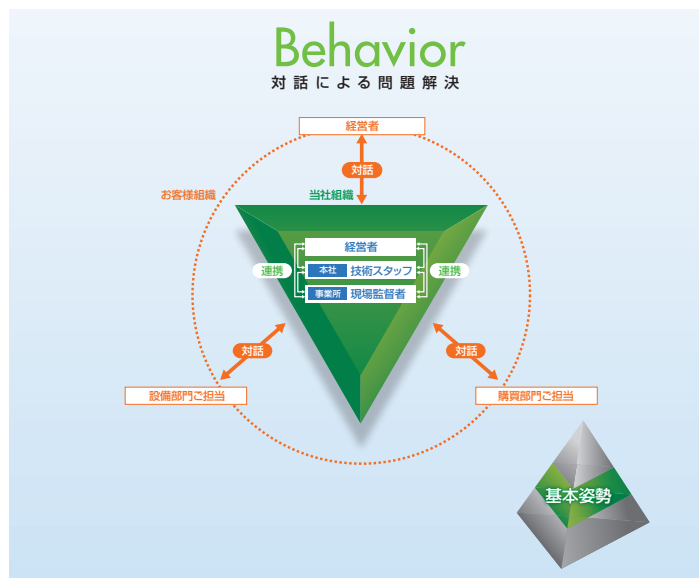 Behavior
対話による問題解決
経営者
対話
お客様組織
当社組織
経営者
連携
本社 技術スタッフ
連携
事業所 現場監督者
対話
対話
設備部門ご担当
購買部門ご担当
基本姿勢